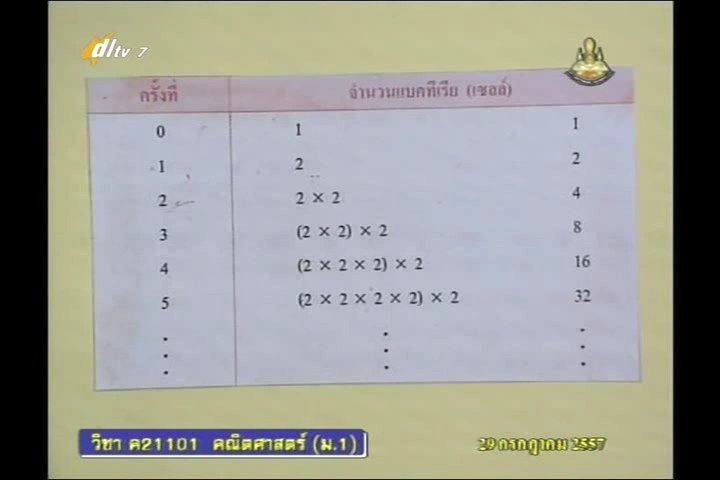 dltv 7
ครั้งที่ จำนวนแบคทีเรีย (เซลล์)
0 1 1
1 2 2
2 2 × 2 4
3 (2 × 2) × 2 8
4 (2 × 2 × 2) × 2 16
5 (2 × 2 × 2 × 2) × 2 32
วิชา ค21101 คณิตศาสตร์ (ม.1)
29 กรกฎาคม 2557